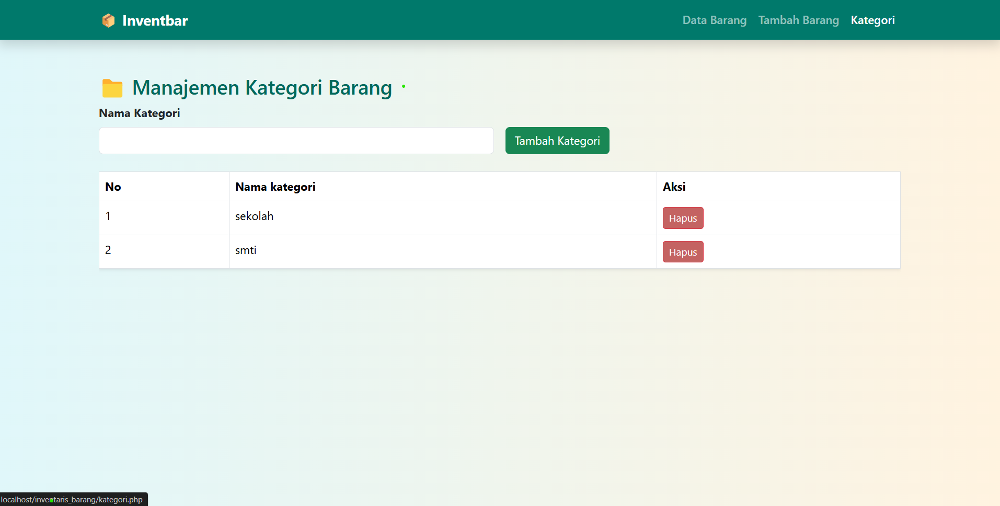 Inventbar
Data Barang Tambah Barang Kategori
Manajemen Kategori Barang
Nama Kategori
Tambah Kategori
No Nama kategori Aksi
1 sekolah Hapus
2 smti Hapus
localhost/inventaris_barang/kategori.php